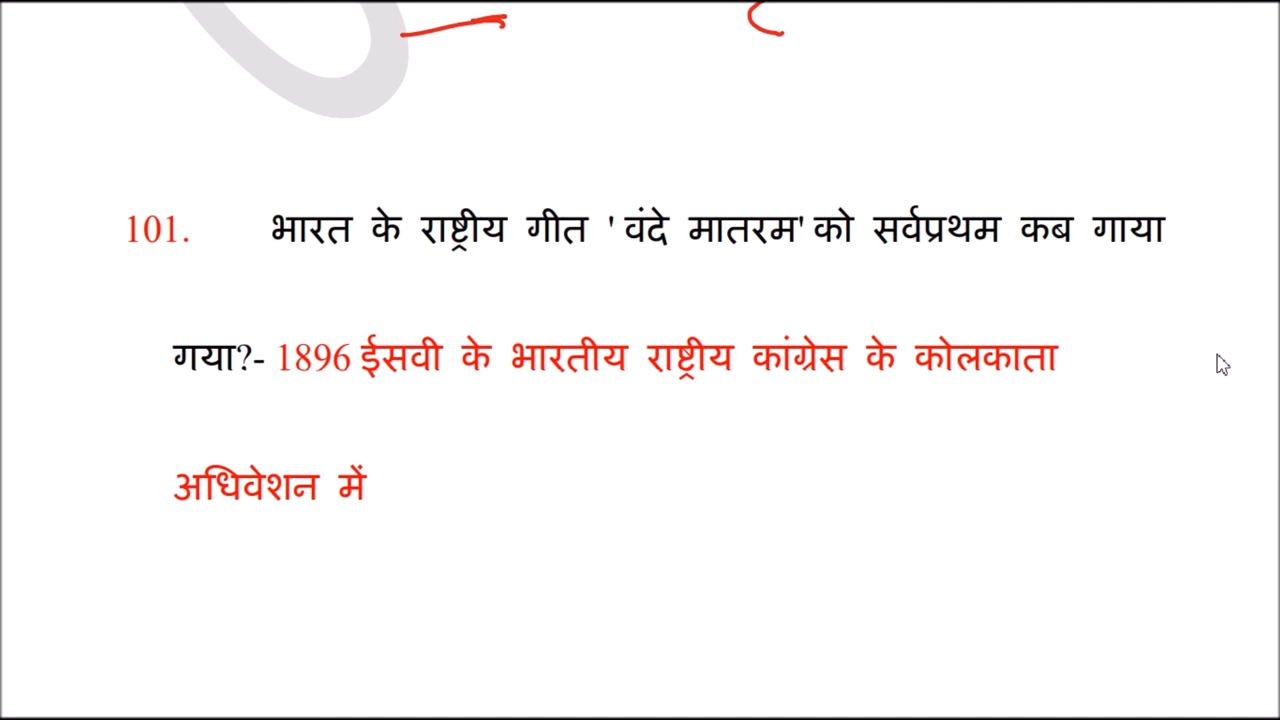 101. भारत के राष्ट्रीय गीत ' वंदे मातरम' को सर्वप्रथम कब गाया
गया?- 1896 ईसवी के भारतीय राष्ट्रीय कांग्रेस के कोलकाता
अधिवेशन में